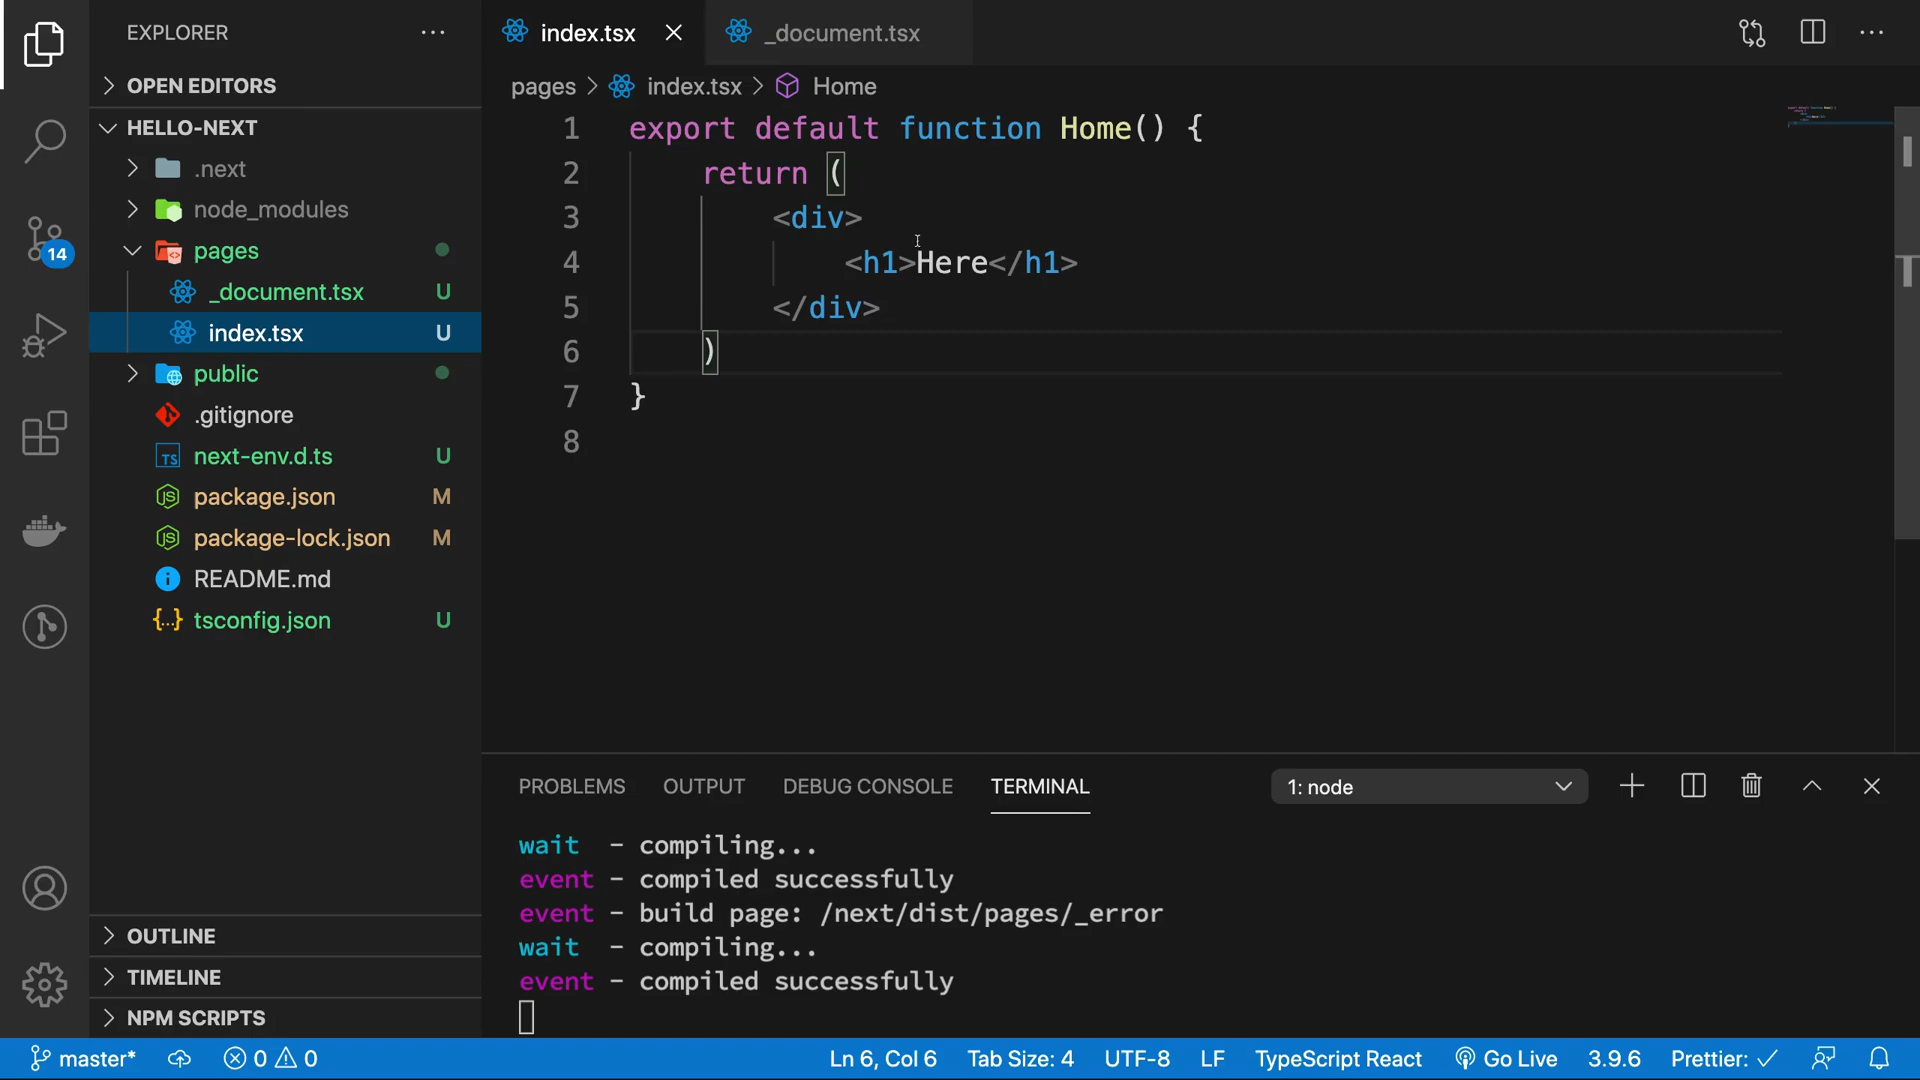 EXPLORER
OPEN EDITORS
HELLO-NEXT
.next
node_modules
pages
_document.tsx U
index.tsx U
public
.gitignore
next-env.d.ts U
package.json M
package-lock.json M
README.md
tsconfig.json U
OUTLINE
TIMELINE
NPM SCRIPTS
14
index.tsx
_document.tsx
pages > index.tsx > Home
1 export default function Home() {
2 return (
3 <div>
4 <h1>Here</h1>
5 </div>
6 )
7 }
8
PROBLEMS OUTPUT DEBUG CONSOLE TERMINAL 1: node
wait - compiling...
event - compiled successfully
event - build page: /next/dist/pages/_error
wait - compiling...
event - compiled successfully
master* 0 0 Ln 6, Col 6 Tab Size: 4 UTF-8 LF TypeScript React Go Live 3.9.6 Prettier: ✓